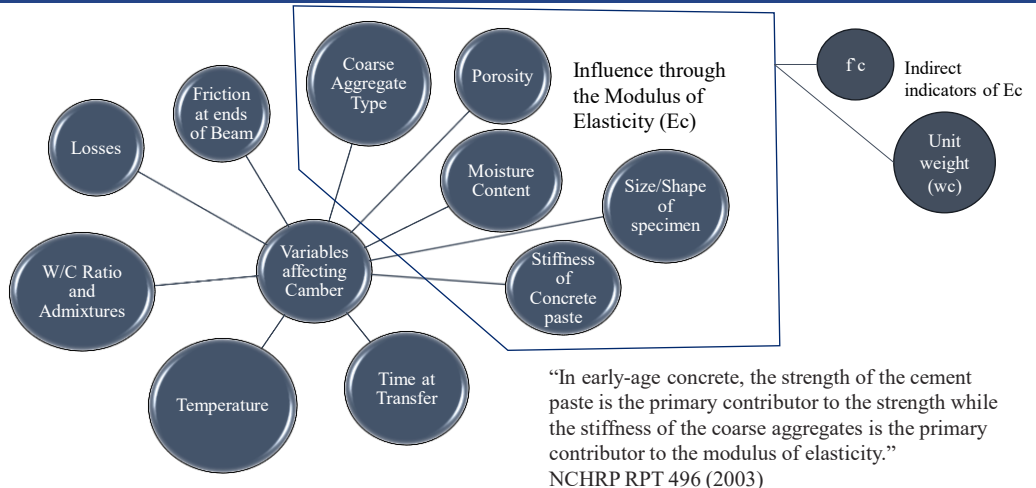 Coarse
Aggregate
Type
Porosity
Influence through
the Modulus of
Elasticity (Ec)
f'c
Indirect
indicators of Ec
Friction
at ends
of Beam
Losses
Moisture
Content
Unit
weight
(wc)
Size/Shape
of
specimen
Variables
affecting
Camber
W/C Ratio
and
Admixtures
Stiffness
of
Concrete
paste
Temperature
Time at
Transfer
“In early-age concrete, the strength of the cement
paste is the primary contributor to the strength while
the stiffness of the coarse aggregates is the primary
contributor to the modulus of elasticity.”
NCHRP RPT 496 (2003)